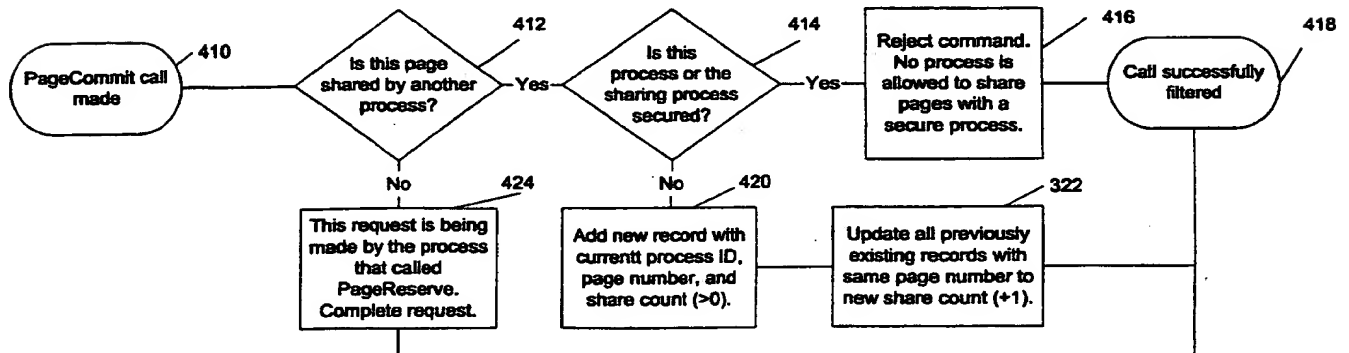 410
PageCommit call
made
412
Is this page
shared by another
process?
Yes
414
Is this
process or the
sharing process
secured?
Yes
416
Reject command.
No process is
allowed to share
pages with a
secure process.
418
Call successfully
filtered
No
424
This request is being
made by the process
that called
PageReserve.
Complete request.
No
420
Add new record with
currentt process ID,
page number, and
share count (>0).
322
Update all previously
existing records with
same page number to
new share count (+1).